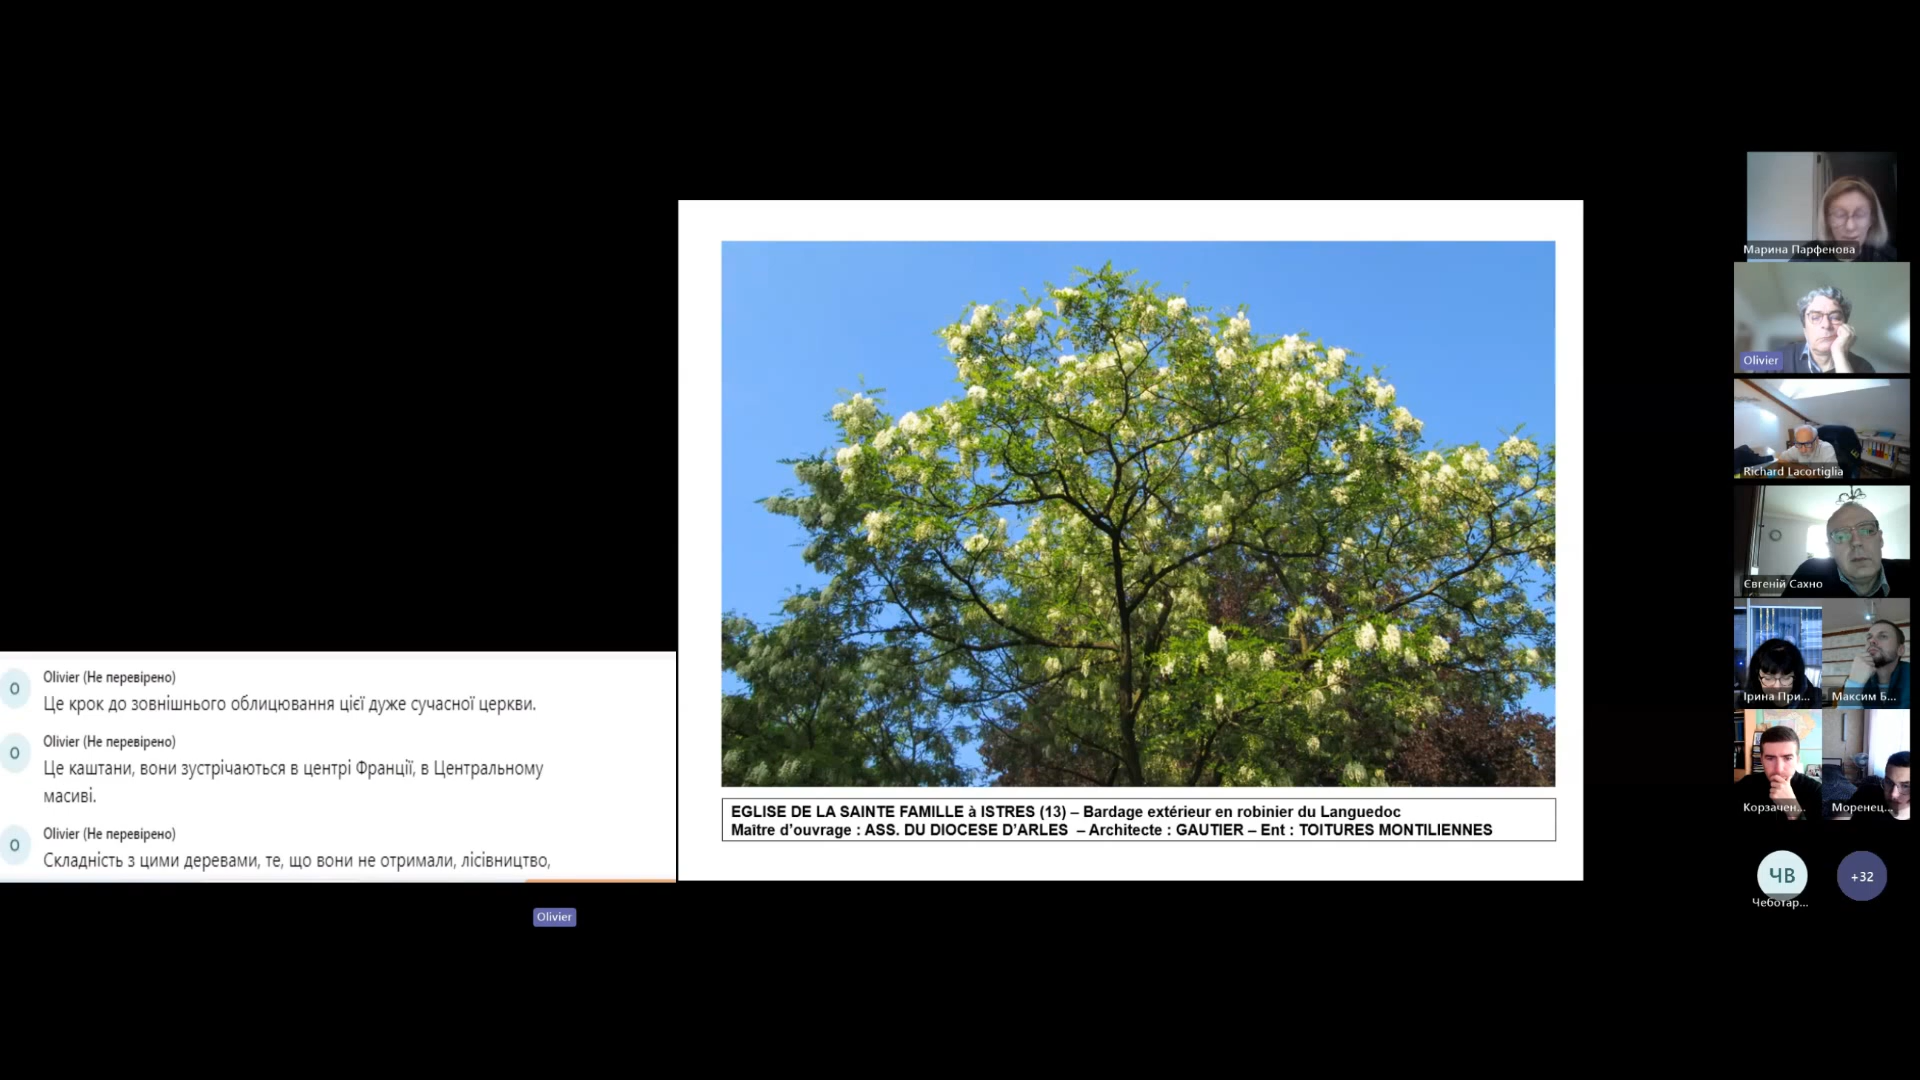 Olivier (Не перевірено)
Це крок до зовнішнього облицювання цієї дуже сучасної церкви.
Olivier (Не перевірено)
Це каштани, вони зустрічаються в центрі Франції, в Центральному
масиві.
Olivier (Не перевірено)
Складність з цими деревами, те, що вони не отримали, лісівництво,
O
O
O
Olivier
EGLISE DE LA SAINTE FAMILLE à ISTRES (13) – Bardage extérieur en robinier du Languedoc
Maître d'ouvrage : ASS. DU DIOCESE D'ARLES – Architecte : GAUTIER – Ent : TOITURES MONTILIENNES
Марина Парфенова
Olivier
Richard Lacortiglia
Євгеній Сахно
Ірина При...
Максим Б...
Корзачен...
Моренец...
ЧВ
Чеботар...
+32